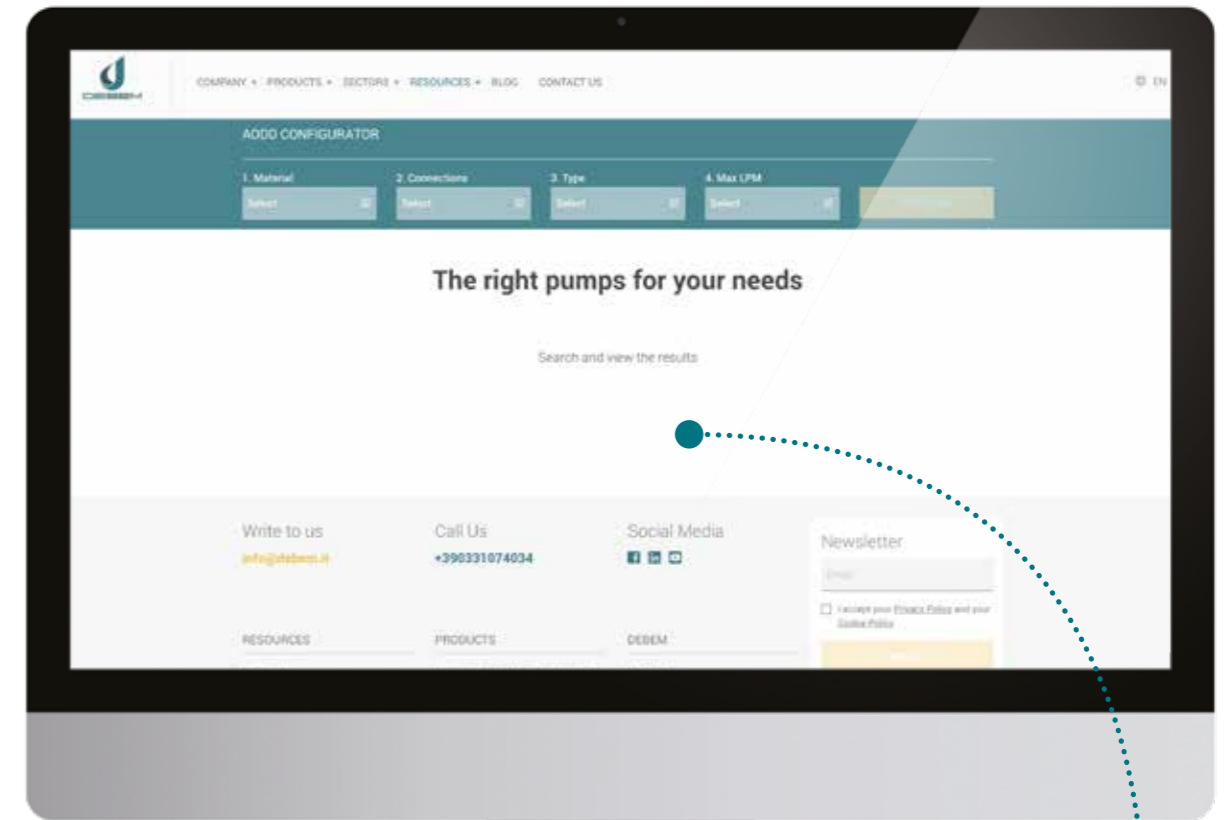 DEBEM
COMPANY PRODUCTS SECTORS RESOURCES BLOG CONTACT US
EN
AODD CONFIGURATOR
1. Material 2. Connections 3. Type 4. Max LPM
Select Select Select Select
The right pumps for your needs
Search and view the results
Write to us Call Us Social Media
Newsletter
info@debem.it +390331074034
Email
I accept your Privacy Policy and your
Cookie Policy
RESOURCES PRODUCTS DEBEM